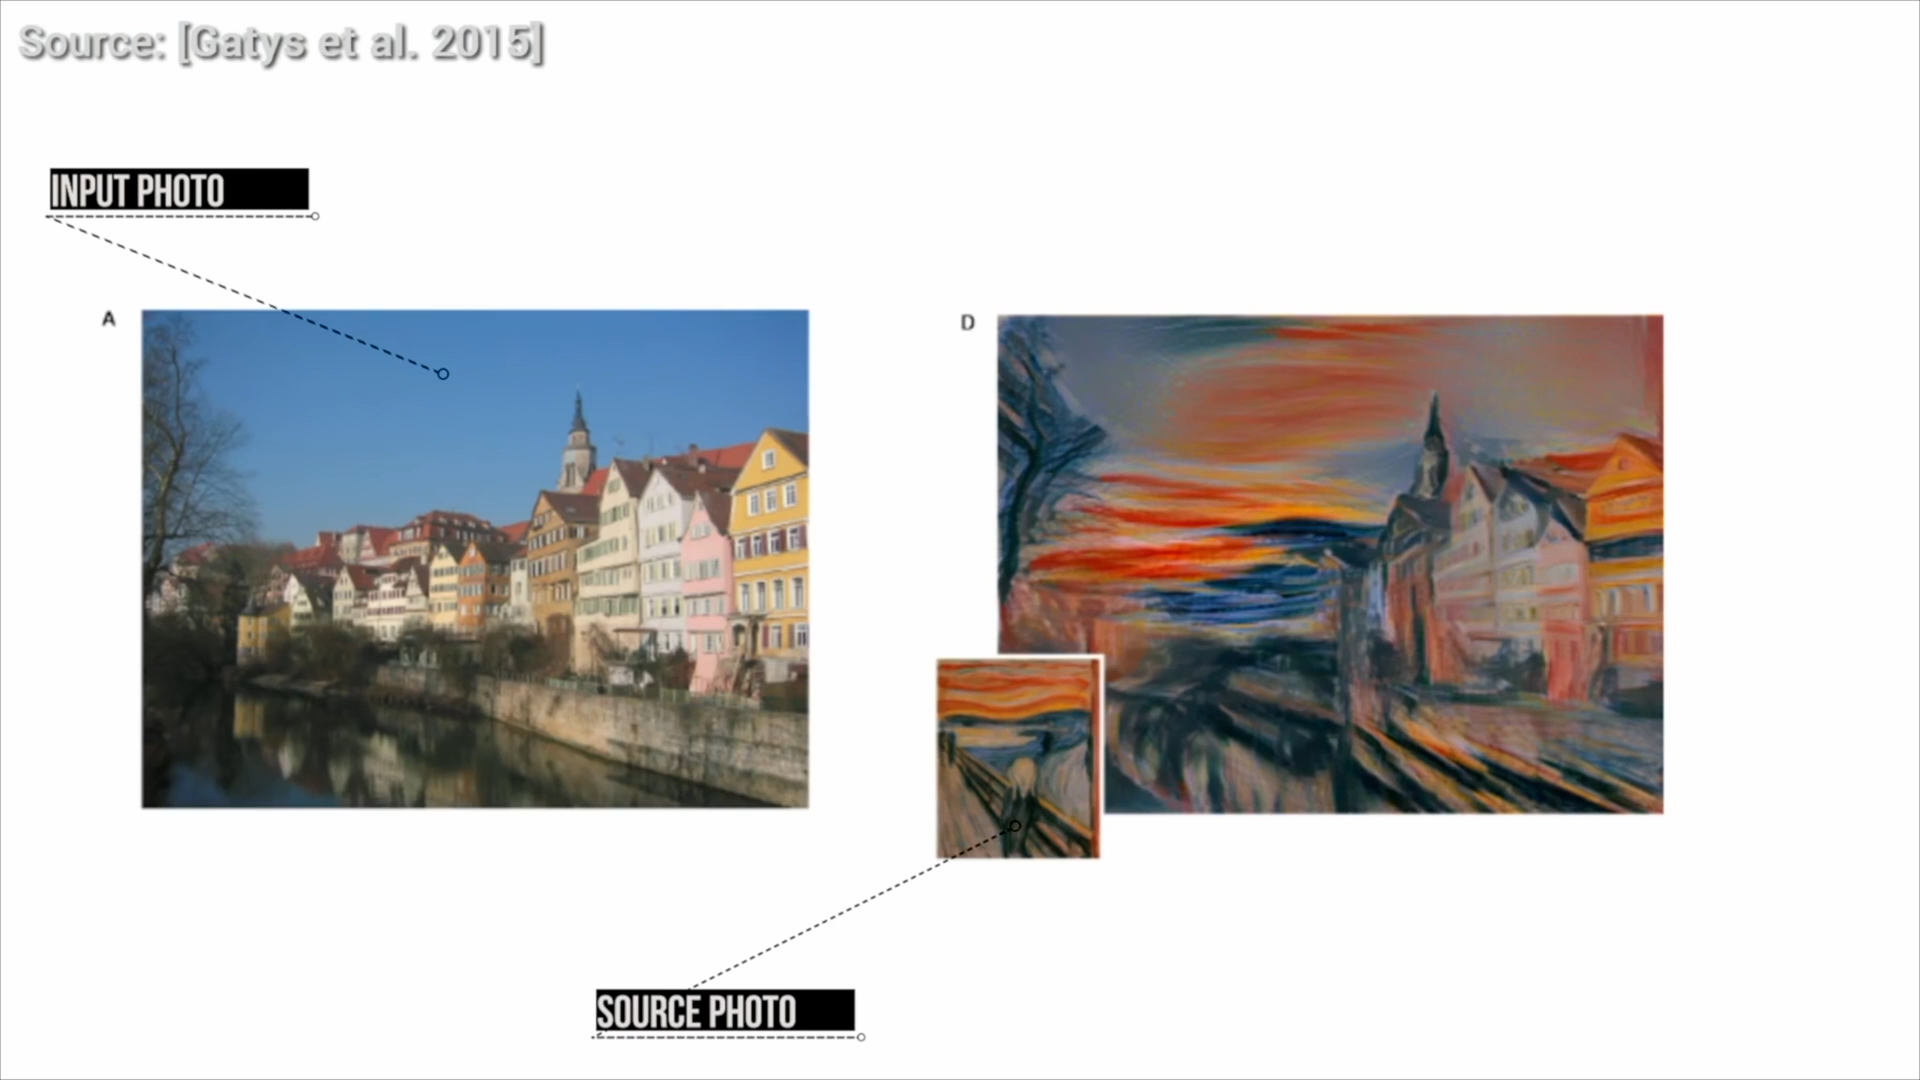 Source: [Gatys et al. 2015]
INPUT PHOTO
A
D
SOURCE PHOTO